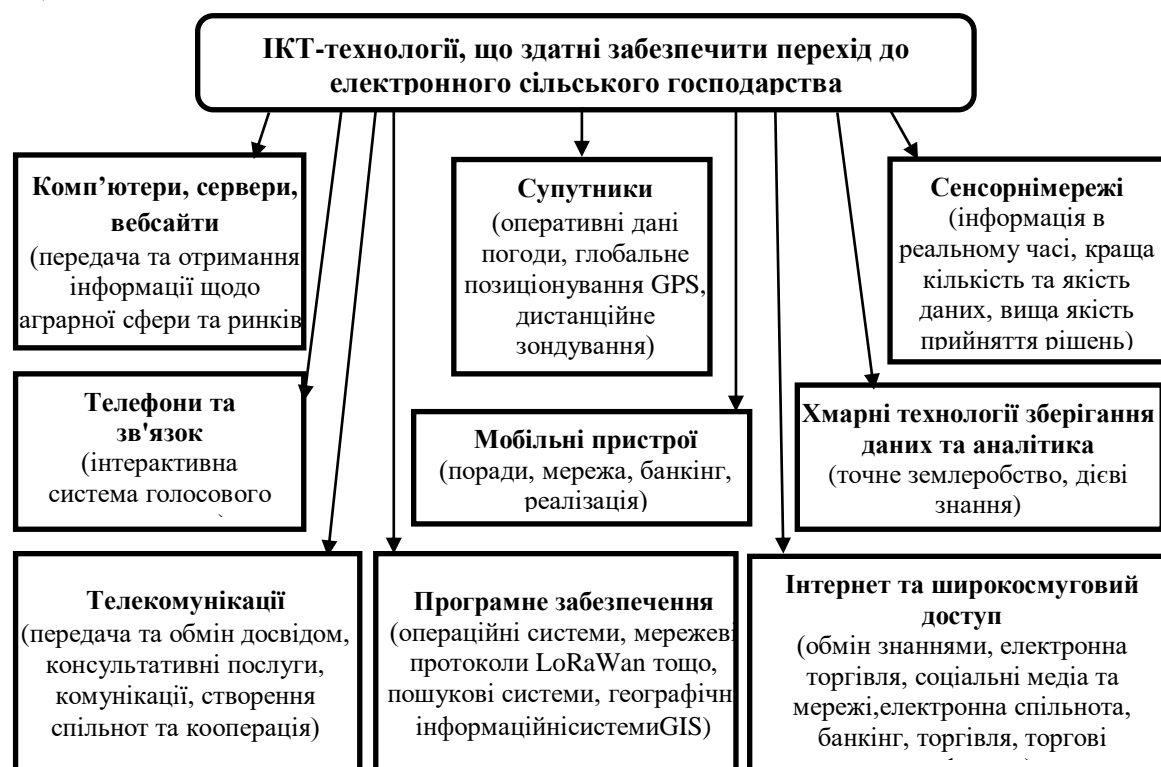 ІКТ-технології, що здатні забезпечити перехід до
електронного сільського господарства
Комп’ютери, сервери,
вебсайти
(передача та отримання
інформації щодо
аграрної сфери та ринків
Супутники
(оперативні дані
погоди, глобальне
позиціонування GPS,
дистанційне
зондування)
Сенсорнімережі
(інформація в
реальному часі, краща
кількість та якість
даних, вища якість
прийняття рішень)
Телефони та
зв'язок
(інтерактивна
система голосового
Мобільні пристрої
(поради, мережа, банкінг,
реалізація)
Хмарні технології зберігання
даних та аналітика
(точне землеробство, дієві
знання)
Телекомунікації
(передача та обмін досвідом,
консультативні послуги,
комунікації, створення
спільнот та кооперація)
Програмне забезпечення
(операційні системи, мережеві
протоколи LoRaWan тощо,
пошукові системи, географічн
інформаційнісистемиGIS)
Інтернет та широкосмуговий
доступ
(обмін знаннями, електронна
торгівля, соціальні медіа та
мережі,електронна спільнота,
банкінг, торгівля, торгові